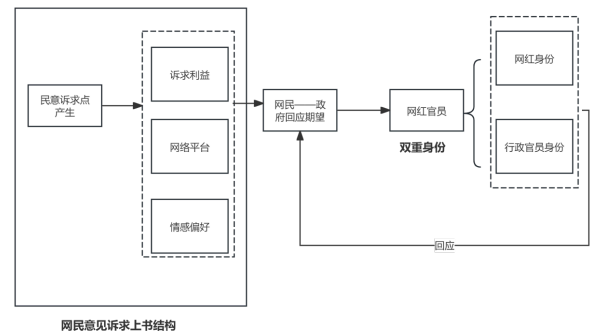 民意诉求点
产生
诉求利益
网络平台
情感偏好
网民——政
府回应期望
网红官员
双重身份
网红身份
行政官员身份
回应
网民意见诉求上书结构